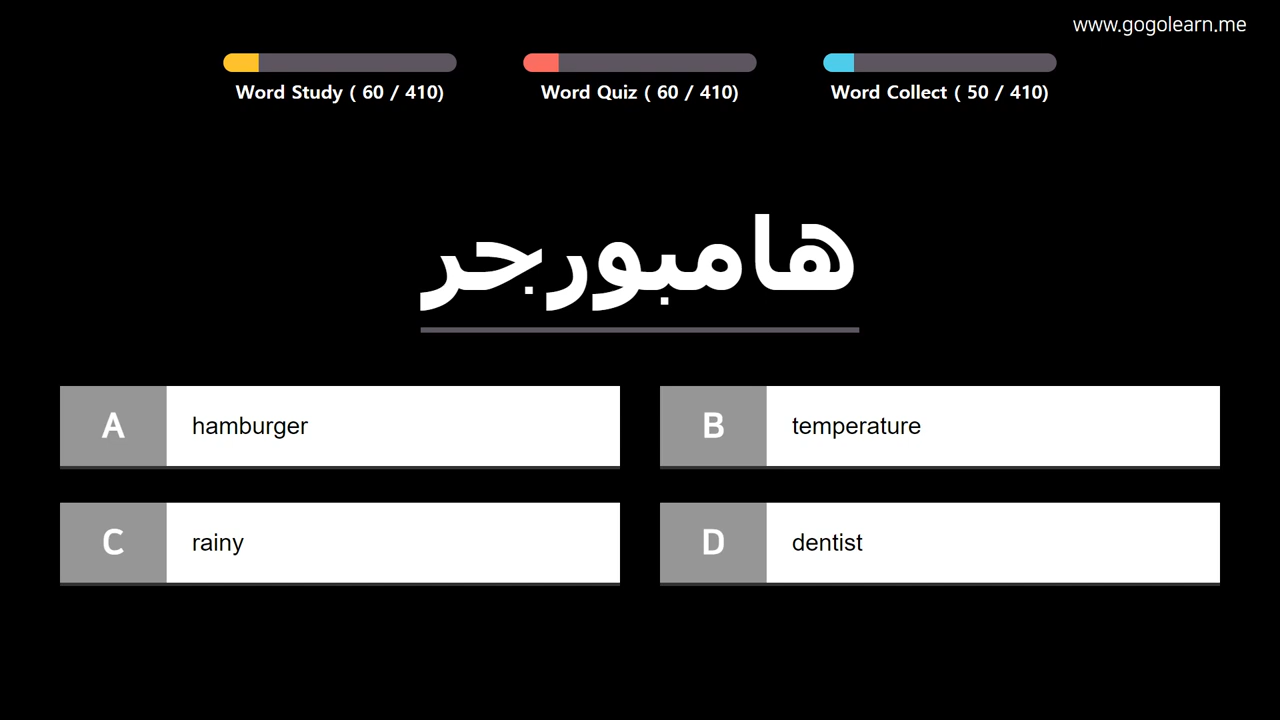 www.gogolearn.me
Word Study ( 60 / 410)
Word Quiz ( 60 / 410)
Word Collect ( 50 / 410)
هامبورجر
A hamburger
B temperature
C rainy
D dentist